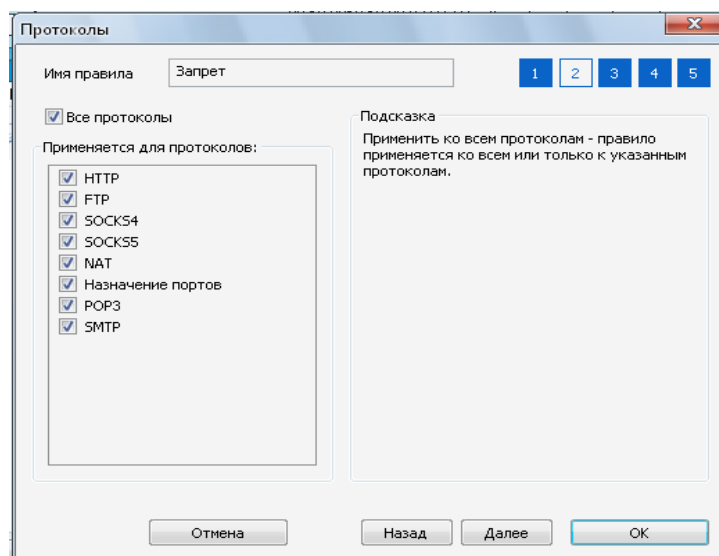 Протоколы
Имя правила
Запрет
1 2 3 4 5
Все протоколы
Применяется для протоколов:
HTTP
FTP
SOCKS4
SOCKS5
NAT
Назначение портов
POP3
SMTP
Подсказка
Применить ко всем протоколам - правило
применяется ко всем или только к указанным
протоколам.
Отмена
Назад
Далее
OK